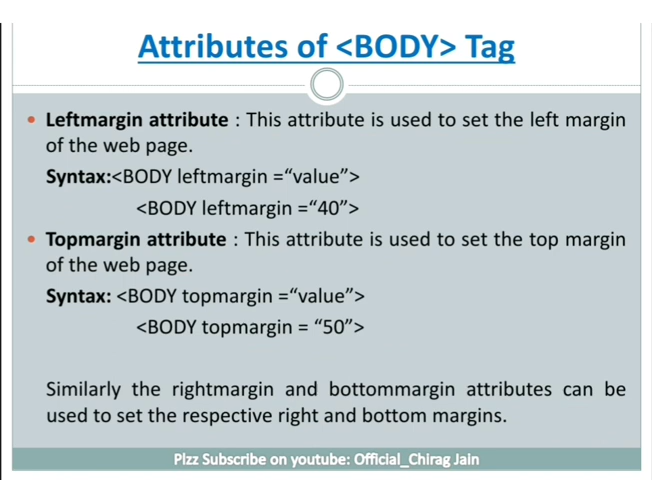 Attributes of <BODY> Tag
• Leftmargin attribute : This attribute is used to set the left margin
of the web page.
Syntax:<BODY leftmargin =“value”>
<BODY leftmargin =“40”>
• Topmargin attribute : This attribute is used to set the top margin
of the web page.
Syntax: <BODY topmargin =“value”>
<BODY topmargin = “50”>
Similarly the rightmargin and bottommargin attributes can be
used to set the respective right and bottom margins.
Plzz Subscribe on youtube: Official_Chirag Jain